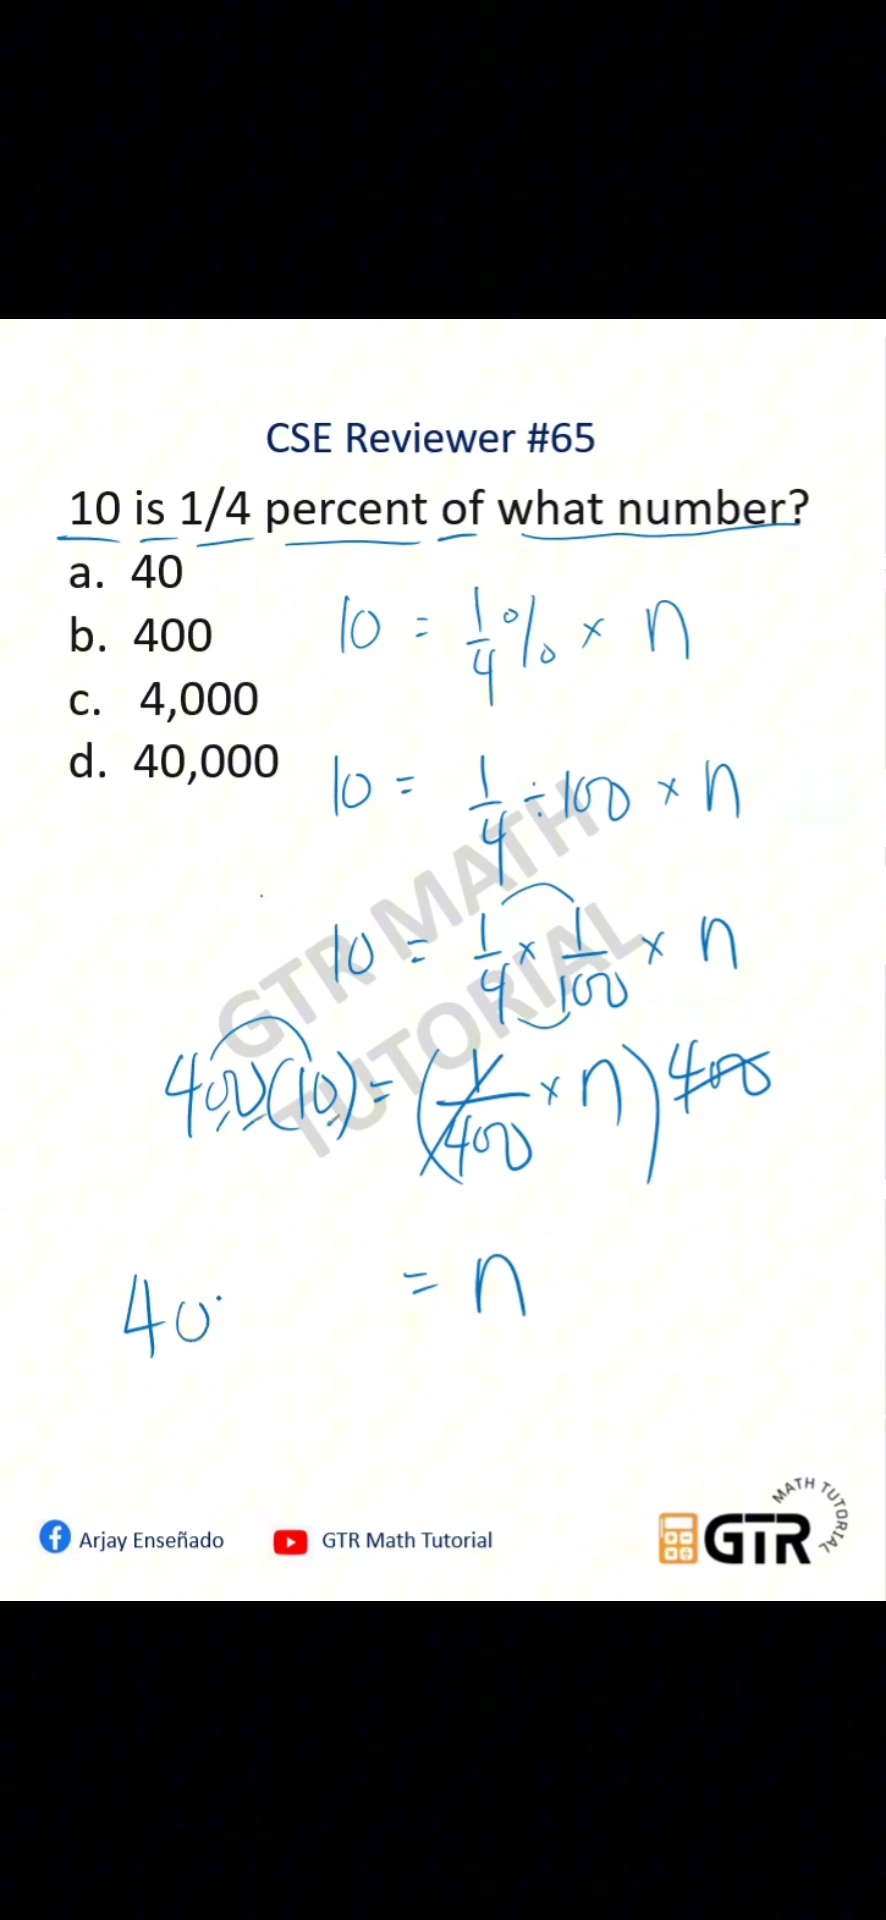 CSE Reviewer #65
10 is 1/4 percent of what number?
a. 40
b. 400
c. 4,000
d. 40,000
10 = 1/4 % × n
10 = 1/4 ÷ 100 × n
10 = 1/4 × 1/100 × n
400(10) = (1/400 × n) 400
40 = n
GTR MATH
TUTORIAL
Arjay Enseñado
GTR Math Tutorial
GTR
MATH TUTORIAL